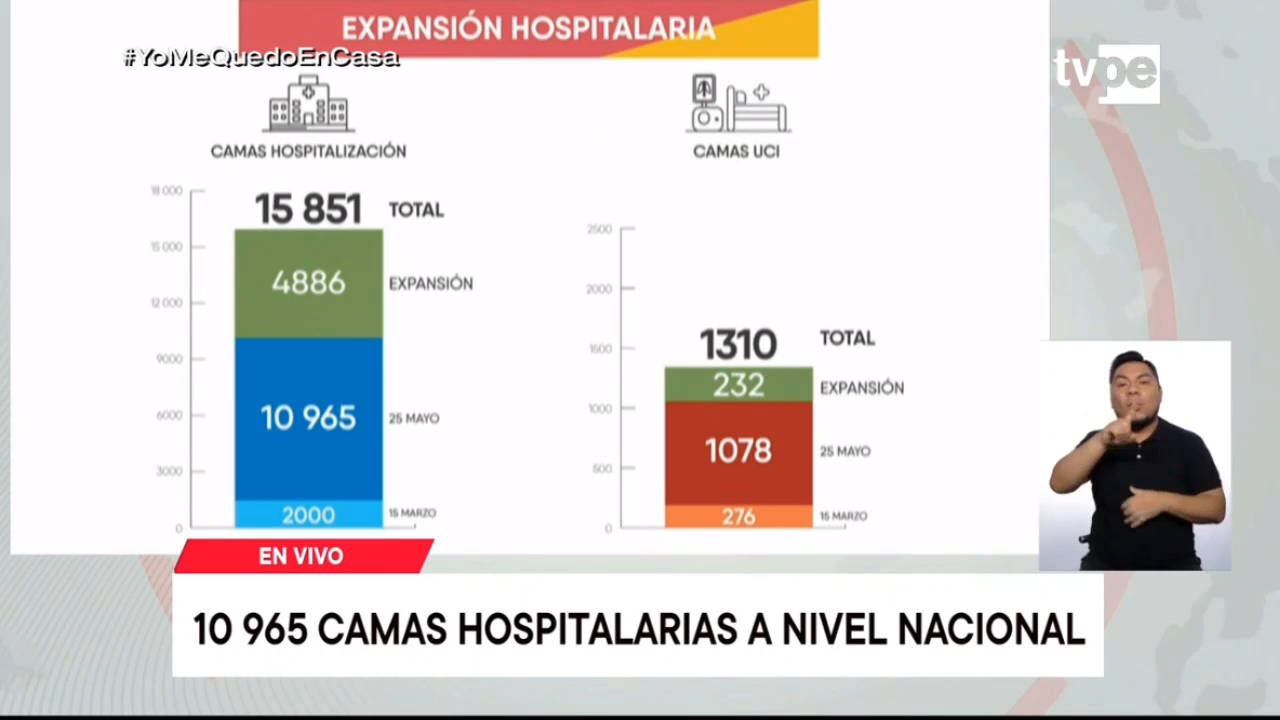 EXPANSIÓN HOSPITALARIA
#YoMeQuedoEnCasa
tvpe
CAMAS HOSPITALIZACIÓN
18 000
15 000
12 000
9000
6000
3000
0
15 851 TOTAL
4886 EXPANSIÓN
10 965 25 MAYO
2000 15 MARZO
CAMAS UCI
2500
2000
1500
1000
500
0
1310 TOTAL
232 EXPANSIÓN
1078 25 MAYO
276 15 MARZO
EN VIVO
10 965 CAMAS HOSPITALARIAS A NIVEL NACIONAL